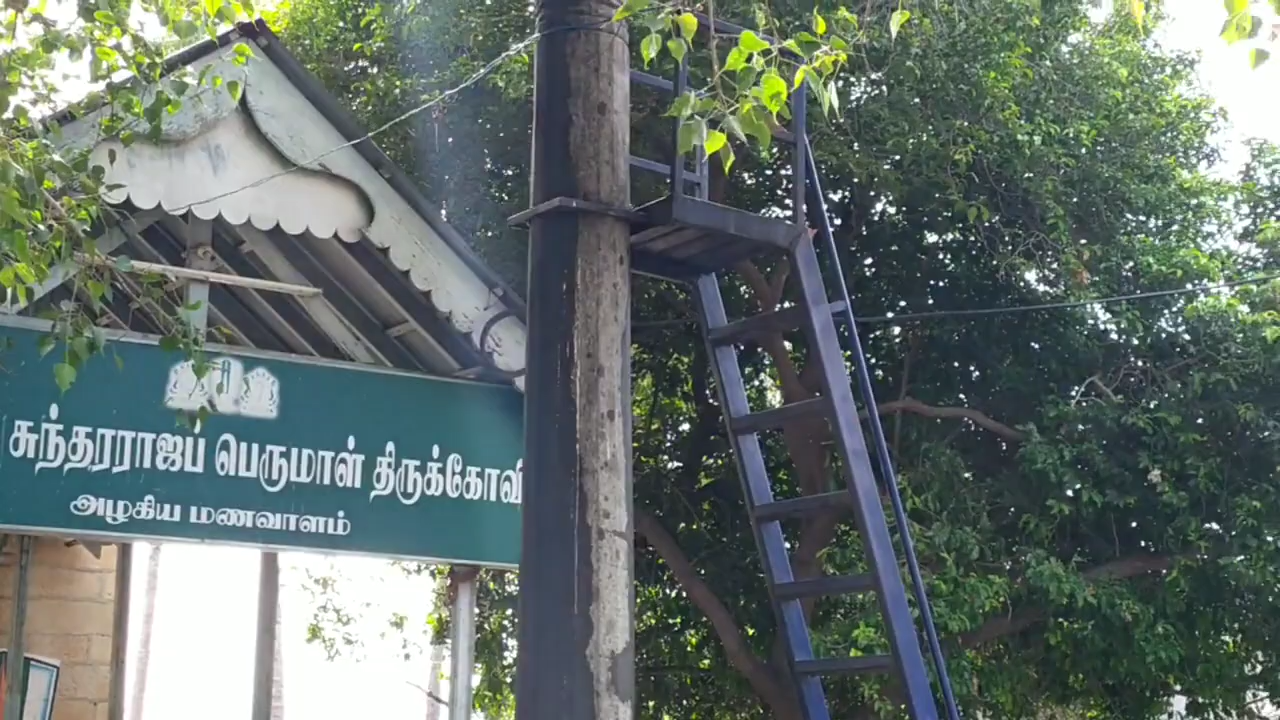 சுந்தரராஜப் பெருமாள் திருக்கோவி
அழகிய மணவாளம்